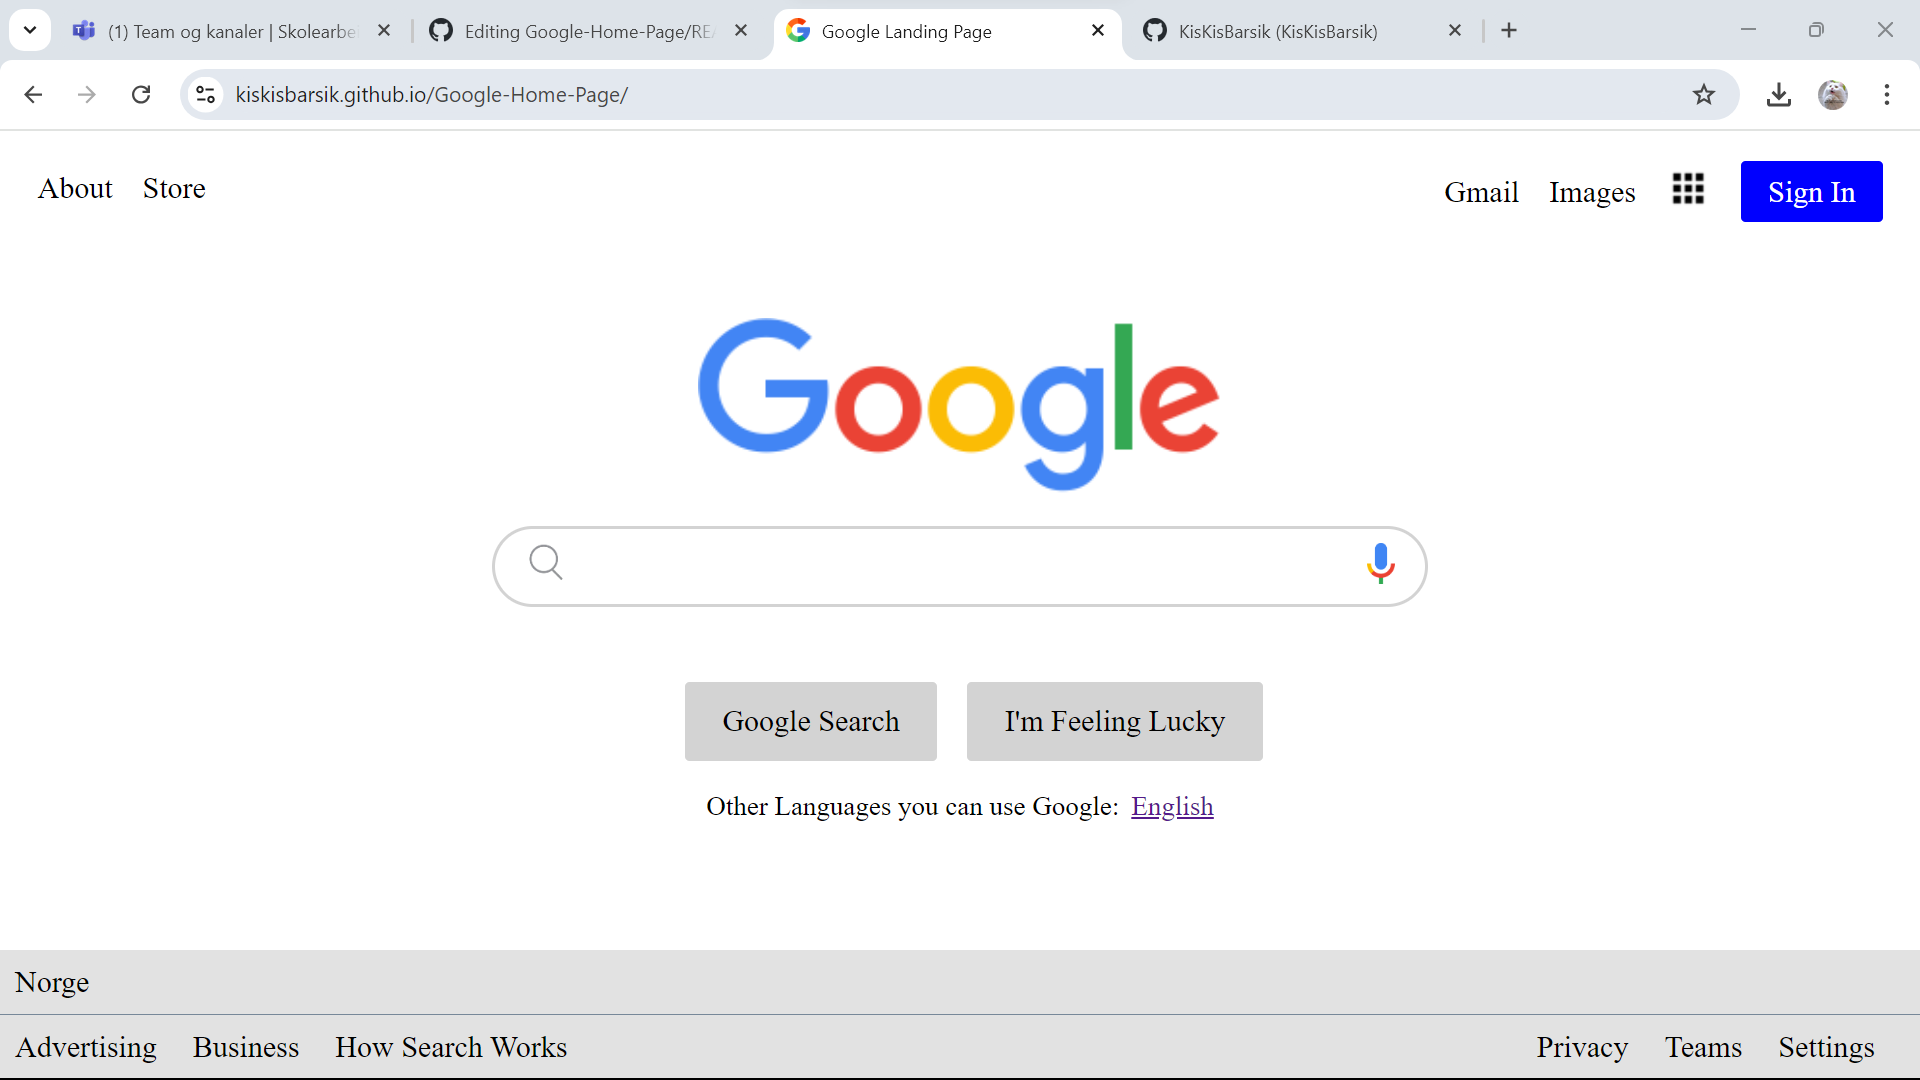 (1) Team og kanaler | Skolearbe
Editing Google-Home-Page/RE
Google Landing Page
KisKisBarsik (KisKisBarsik)
kiskisbarsik.github.io/Google-Home-Page/
About Store
Gmail Images Sign In
Google
Google Search I'm Feeling Lucky
Other Languages you can use Google: English
Norge
Advertising Business How Search Works
Privacy Teams Settings